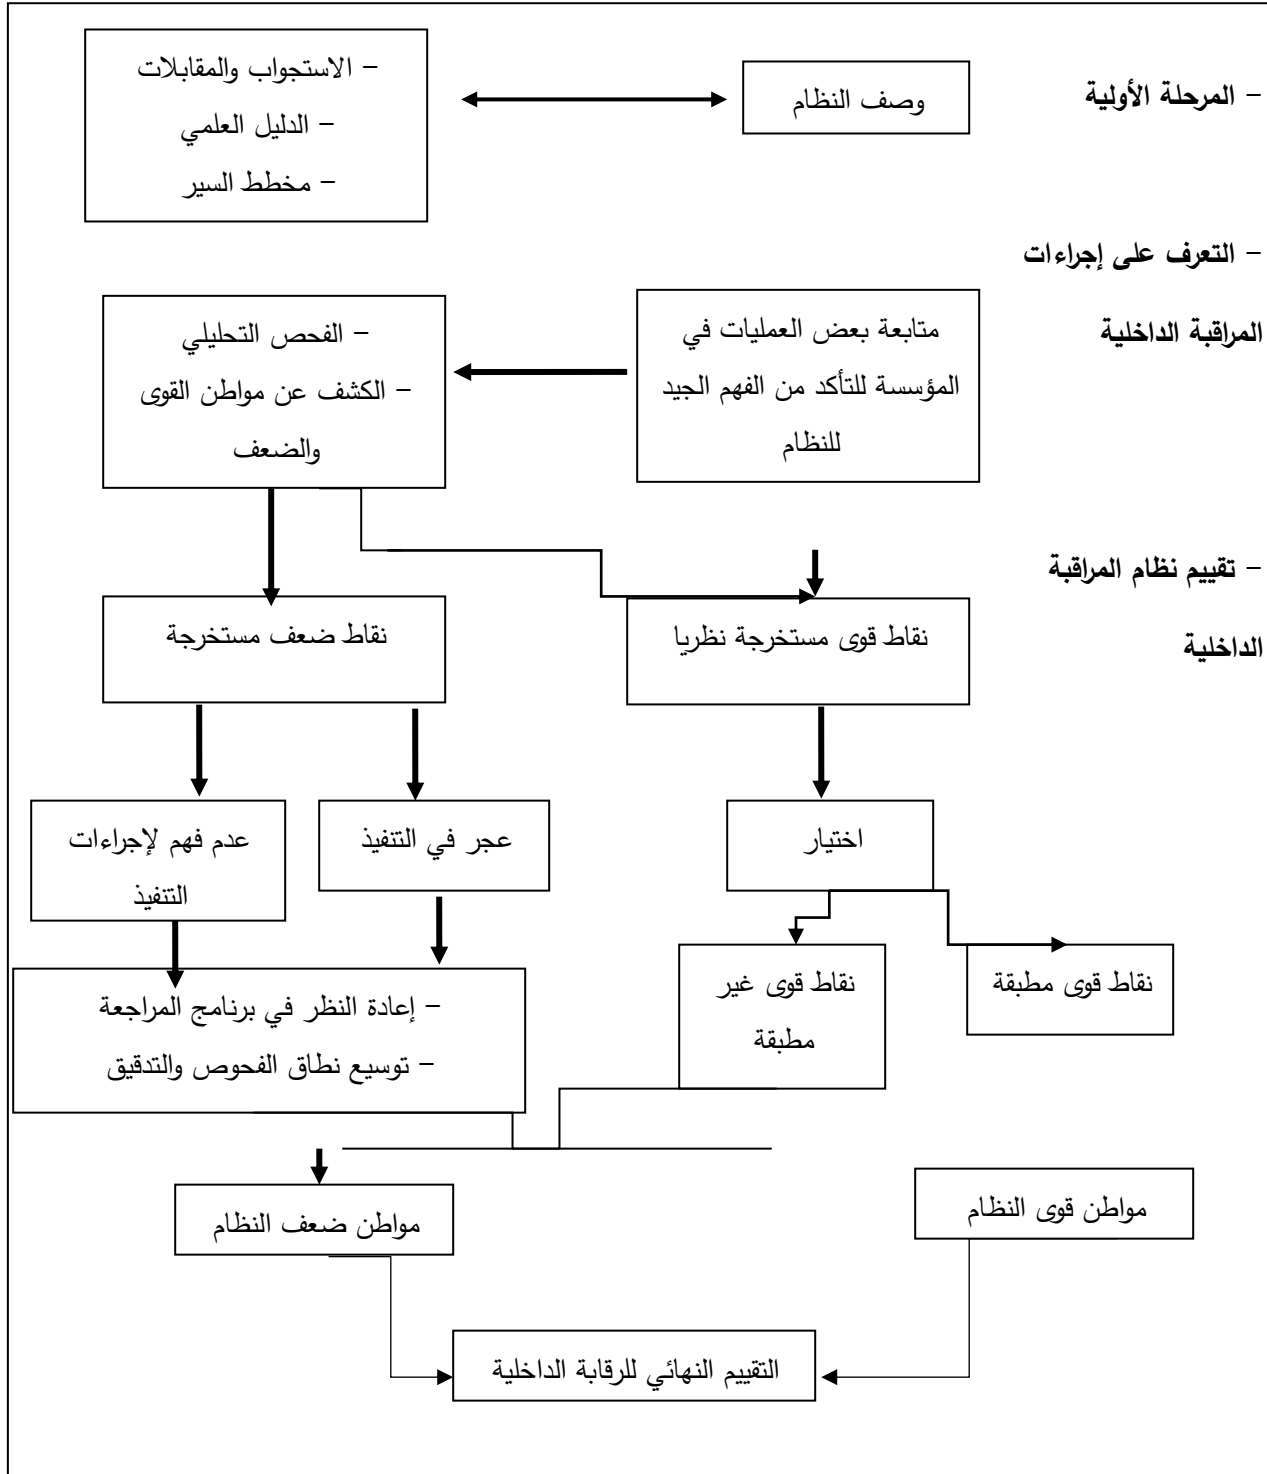 - المرحلة الأولية
وصف النظام
- الاستجواب والمقابلات
- الدليل العلمي
- مخطط السير
- التعرف على إجراءات
المراقبة الداخلية
متابعة بعض العمليات في
المؤسسة للتأكد من الفهم الجيد
للنظام
- الفحص التحليلي
- الكشف عن مواطن القوى
والضعف
- تقييم نظام المراقبة
الداخلية
نقاط قوى مستخرجة نظريا
نقاط ضعف مستخرجة
اختيار
عجر في التنفيذ
عدم فهم لإجراءات
التنفيذ
نقاط قوى مطبقة
نقاط قوى غير
مطبقة
- إعادة النظر في برنامج المراجعة
- توسيع نطاق الفحوص والتدقيق
مواطن قوى النظام
مواطن ضعف النظام
التقييم النهائي للرقابة الداخلية